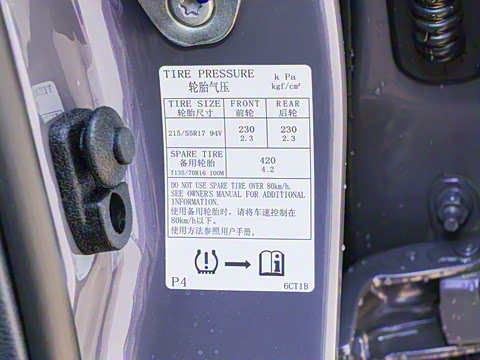 TIRE PRESSURE k Pa
轮胎气压 kgf/cm²
TIRE SIZE FRONT REAR
轮胎尺寸 前轮 后轮
215/55R17 94V 230 230
2.3 2.3
SPARE TIRE 420
备用轮胎
T135/70R16 100M 4.2
DO NOT USE SPARE TIRE OVER 80km/h.
SEE OWNER'S MANUAL FOR ADDITIONAL
INFORMATION.
使用备用轮胎时，请将车速控制在
80km/h以下。
使用方法参照用户手册.
P4 6CT1B